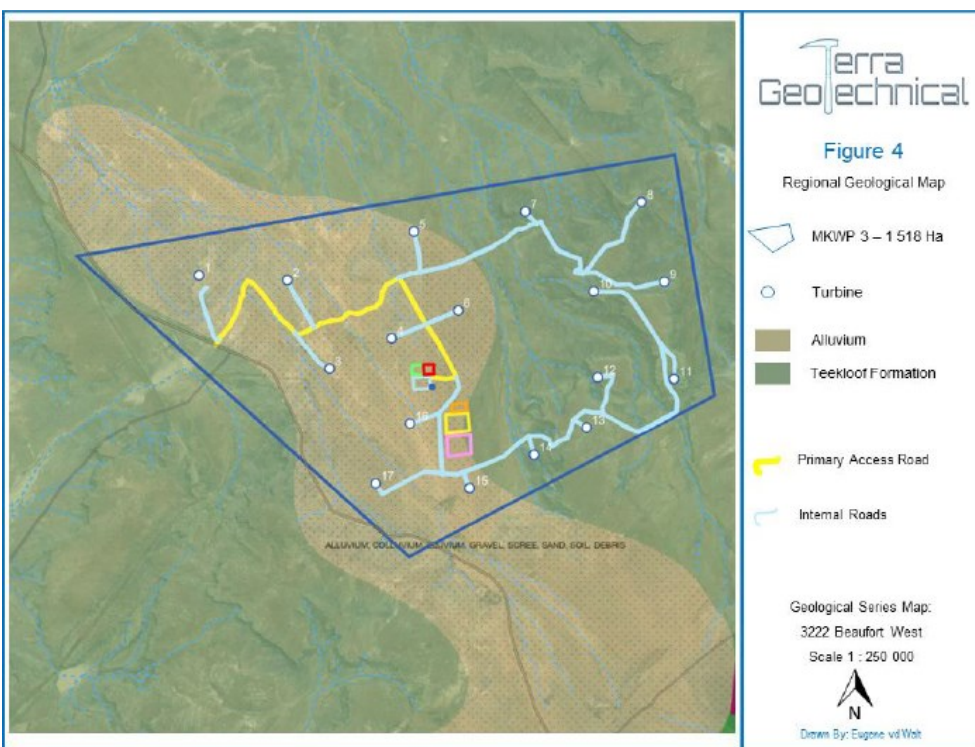 Terra
GeoTechnical
Figure 4
Regional Geological Map
MKWP 3 – 1 518 Ha
Turbine
Alluvium
Teekloof Formation
Primary Access Road
Internal Roads
Geological Series Map:
3222 Beaufort West
Scale 1 : 250 000
N
Drawn By: Eugene vd Walt
8
7
5
1
2
9
10
6
4
3
12
11
16
13
14
17
15
ALLUVIUM, COLLUVIUM, ELUVIUM, GRAVEL, SCREE, SAND, SOIL, DEBRIS